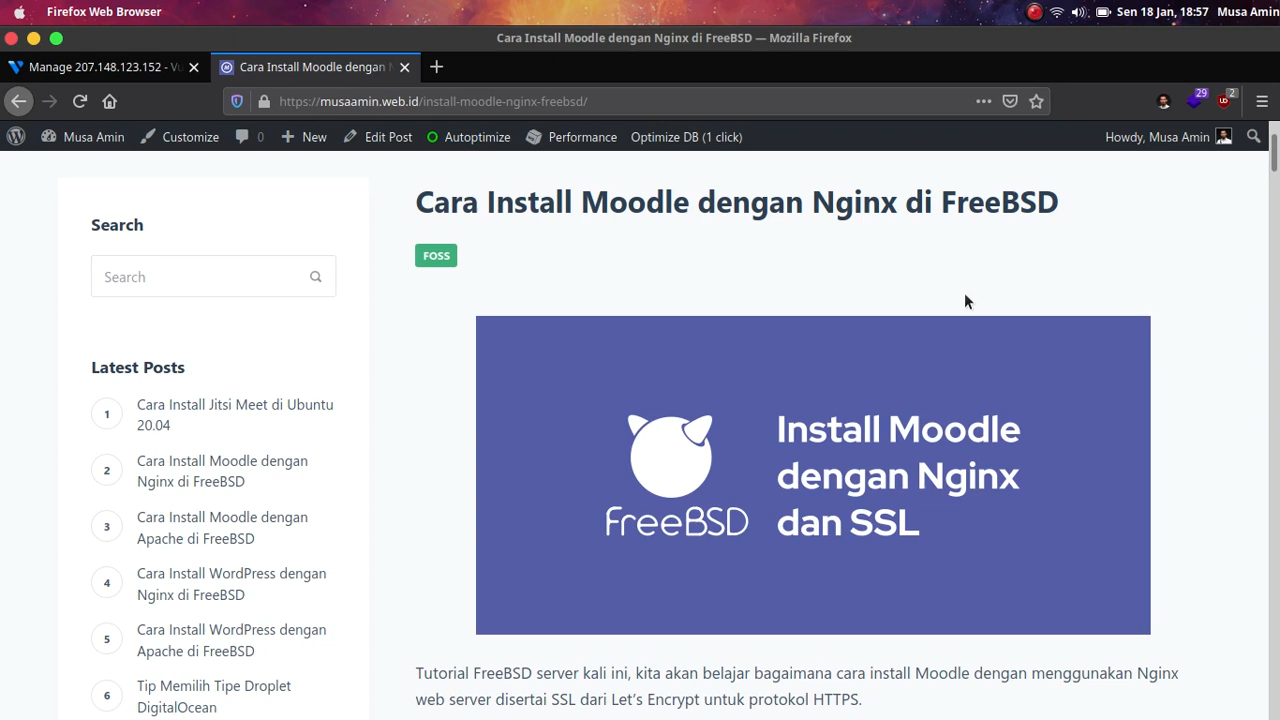 Firefox Web Browser
Sen 18 Jan, 18:57
Musa Amin
Cara Install Moodle dengan Nginx di FreeBSD — Mozilla Firefox
Manage 207.148.123.152 -
Cara Install Moodle dengan
https://musaamin.web.id/install-moodle-nginx-freebsd/
29
2
Musa Amin
Customize
0
New
Edit Post
Autoptimize
Performance
Optimize DB (1 click)
Howdy, Musa Amin
Search
Search
Latest Posts
1
Cara Install Jitsi Meet di Ubuntu
20.04
2
Cara Install Moodle dengan
Nginx di FreeBSD
3
Cara Install Moodle dengan
Apache di FreeBSD
4
Cara Install WordPress dengan
Nginx di FreeBSD
5
Cara Install WordPress dengan
Apache di FreeBSD
6
Tip Memilih Tipe Droplet
DigitalOcean
Cara Install Moodle dengan Nginx di FreeBSD
FOSS
FreeBSD
Install Moodle
dengan Nginx
dan SSL
Tutorial FreeBSD server kali ini, kita akan belajar bagaimana cara install Moodle dengan menggunakan Nginx
web server disertai SSL dari Let’s Encrypt untuk protokol HTTPS.